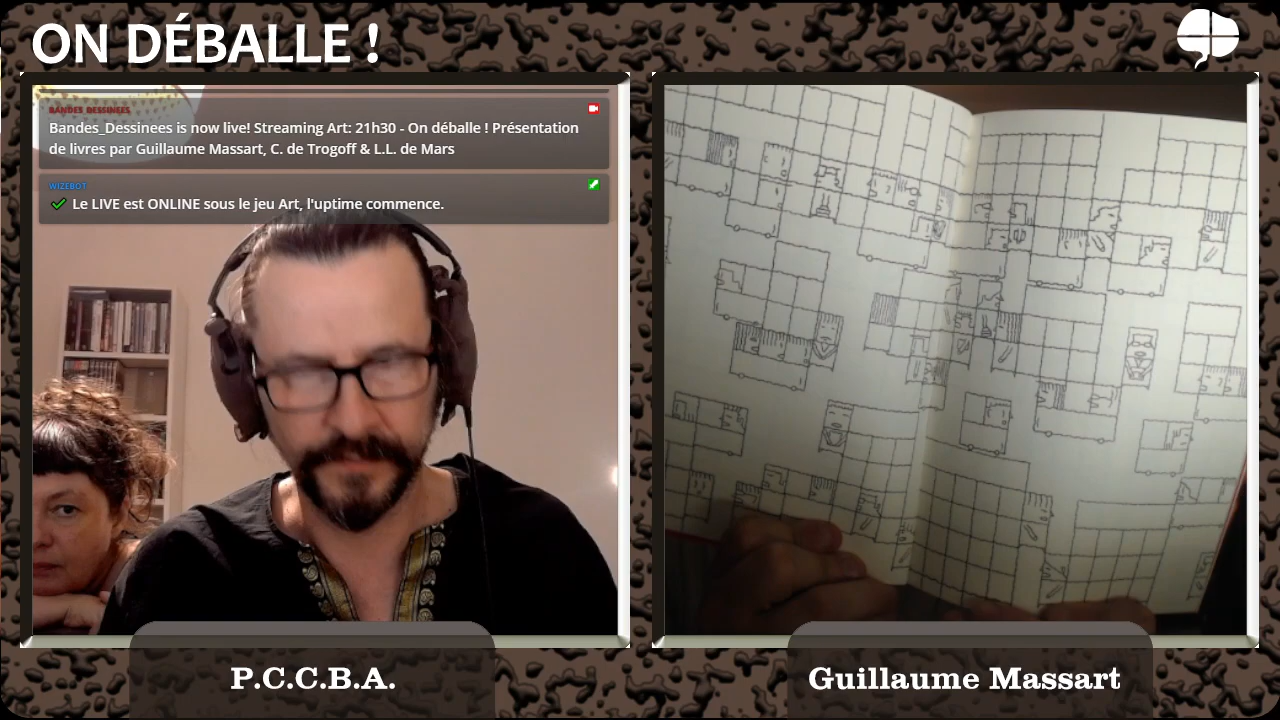 ON DÉBALLE !
BANDES DESSINEES
Bandes_Dessinees is now live! Streaming Art: 21h30 - On déballe ! Présentation
de livres par Guillaume Massart, C. de Trogoff & L.L. de Mars
WIZEBOT
Le LIVE est ONLINE sous le jeu Art, l'uptime commence.
P.C.C.B.A.
Guillaume Massart